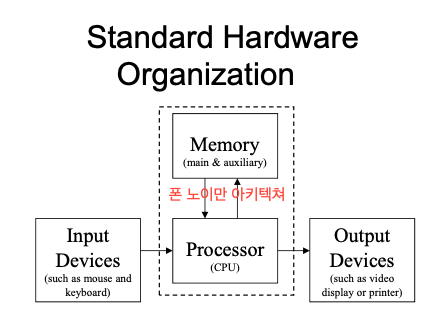 Standard Hardware
Organization
Memory
(main & auxiliary)
폰 노이만 아키텍쳐
Input
Devices
(such as mouse and
keyboard)
Processor
(CPU)
Output
Devices
(such as video
display or printer)